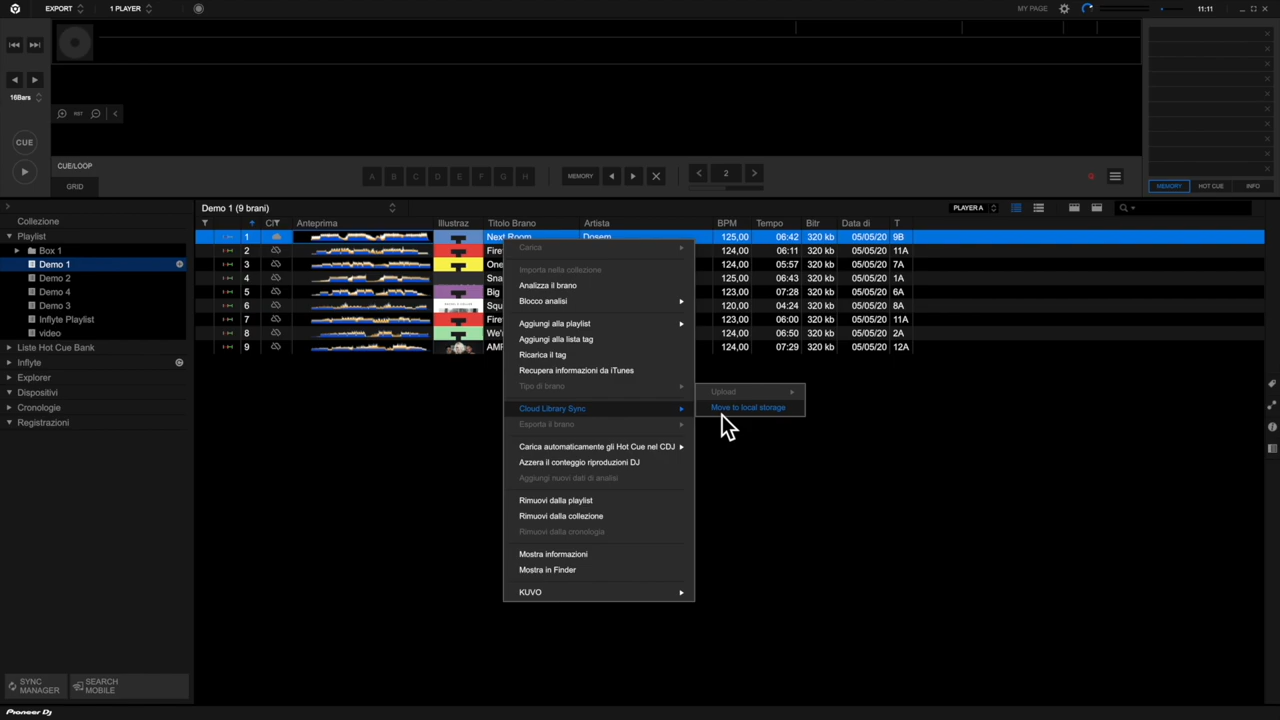 EXPORT 1 PLAYER MY PAGE 11:11
16Bars
RST
CUE
CUE/LOOP
GRID
A B C D E F G H MEMORY 2
MEMORY HOT CUE INFO
Demo 1 (9 brani) PLAYER A
Anteprima Illustraz Titolo Brano Artista BPM Tempo Bitr Data di T
1 Next Room Dosem 125,00 06:42 320 kb 05/05/20 9B
2 124,00 06:11 320 kb 05/05/20 11A
3 One 124,00 05:57 320 kb 05/05/20 7A
4 125,00 06:43 320 kb 05/05/20 1A
5 Big 123,00 07:28 320 kb 05/05/20 6A
6 120,00 04:24 320 kb 05/05/20 8A
7 123,00 06:00 320 kb 05/05/20 11A
8 We'r 124,00 06:50 320 kb 05/05/20 2A
9 124,00 07:29 320 kb 05/05/20 12A
Collezione
Playlist
Box 1
Demo 1
Demo 2
Demo 4
Demo 3
Inflyte Playlist
video
Liste Hot Cue Bank
Inflyte
Explorer
Dispositivi
Cronologie
Registrazioni
Carica
Importa nella collezione
Analizza il brano
Blocco analisi
Aggiungi alla playlist
Aggiungi alla lista tag
Ricarica il tag
Recupera informazioni da iTunes
Tipo di brano
Cloud Library Sync
Esporta il brano
Carica automaticamente gli Hot Cue nel CDJ
Azzera il conteggio riproduzioni DJ
Aggiungi nuovi dati di analisi
Rimuovi dalla playlist
Rimuovi dalla collezione
Rimuovi dalla cronologia
Mostra informazioni
Mostra in Finder
KUVO
Upload
Move to local storage
SYNC MANAGER
SEARCH MOBILE
Pioneer Dj